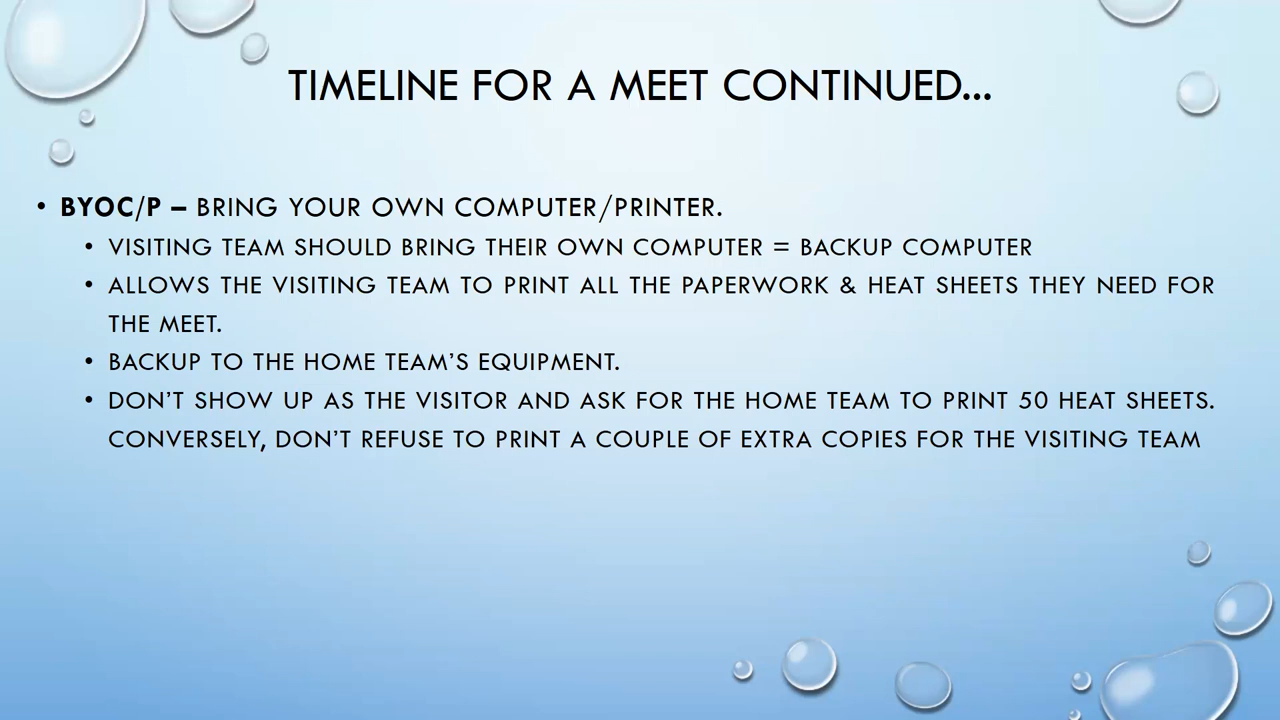 TIMELINE FOR A MEET CONTINUED...
• BYOC/P – BRING YOUR OWN COMPUTER/PRINTER.
• VISITING TEAM SHOULD BRING THEIR OWN COMPUTER = BACKUP COMPUTER
• ALLOWS THE VISITING TEAM TO PRINT ALL THE PAPERWORK & HEAT SHEETS THEY NEED FOR
THE MEET.
• BACKUP TO THE HOME TEAM'S EQUIPMENT.
• DON'T SHOW UP AS THE VISITOR AND ASK FOR THE HOME TEAM TO PRINT 50 HEAT SHEETS.
CONVERSELY, DON'T REFUSE TO PRINT A COUPLE OF EXTRA COPIES FOR THE VISITING TEAM